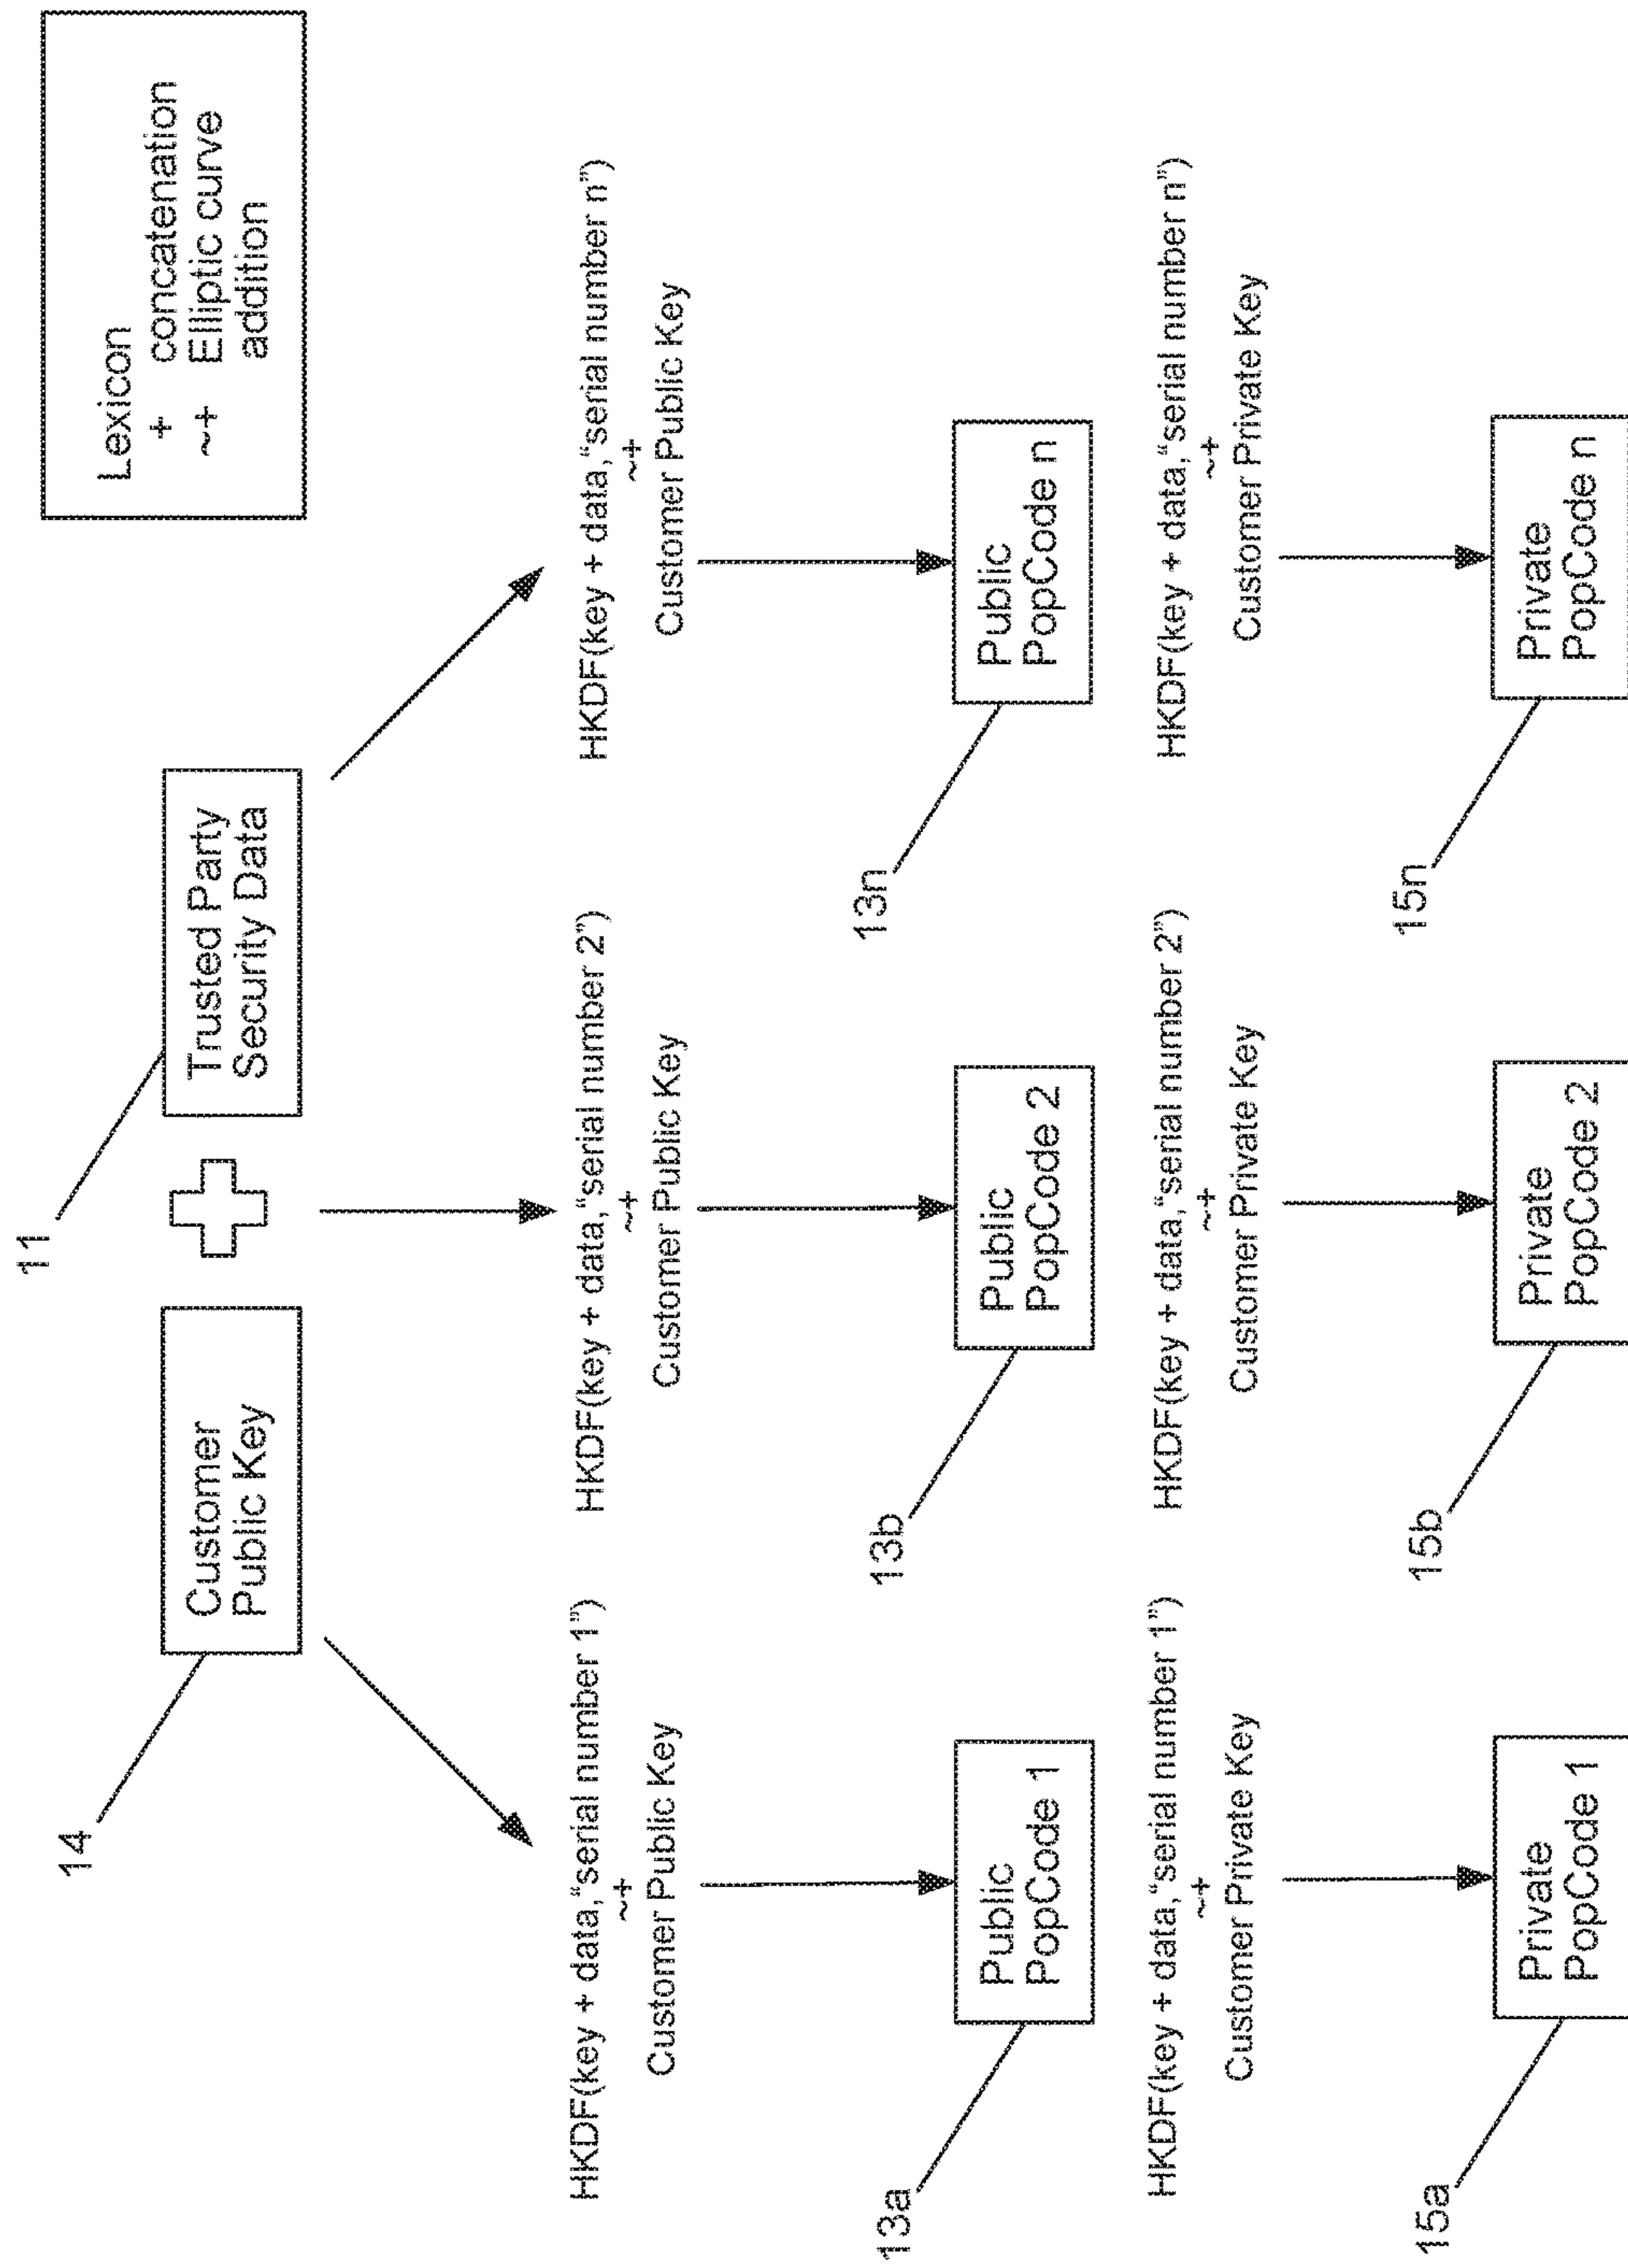 Lexicon
+ concatenation
~+ Elliptic curve
addition
11
14
Customer
Public Key
Trusted Party
Security Data
HKDF(key + data,“serial number 1”)
~+
Customer Public Key
HKDF(key + data,“serial number 2”)
~+
Customer Public Key
HKDF(key + data,“serial number n”)
~+
Customer Public Key
13a
Public
PopCode 1
13b
Public
PopCode 2
13n
Public
PopCode n
HKDF(key + data,“serial number 1”)
~+
Customer Private Key
HKDF(key + data,“serial number 2”)
~+
Customer Private Key
HKDF(key + data,“serial number n”)
~+
Customer Private Key
15a
Private
PopCode 1
15b
Private
PopCode 2
15n
Private
PopCode n